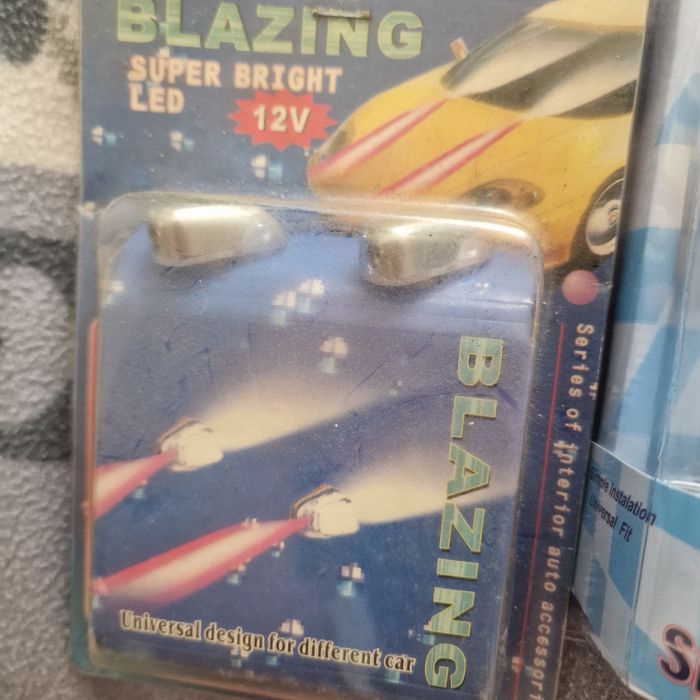 BLAZING
SUPER BRIGHT
LED
12V
BLAZING
Series of interior auto accessori
Universal design for different car
Simple Instalation
Universal Fit
S